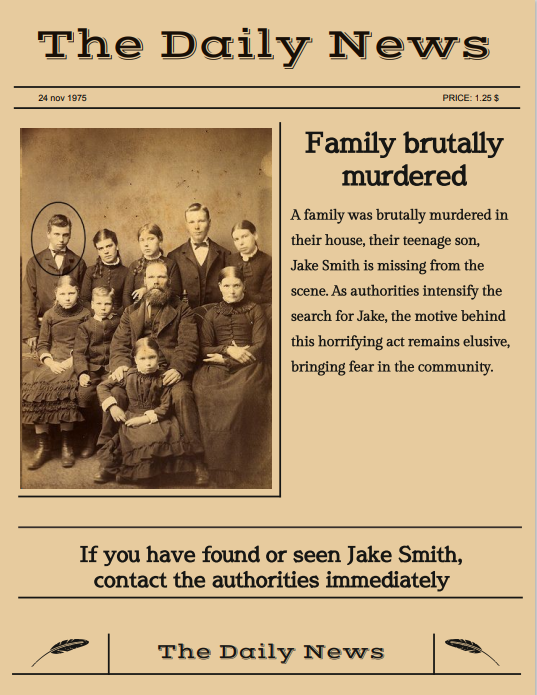 The Daily News
24 nov 1975
PRICE: 1.25 $
Family brutally
murdered
A family was brutally murdered in
their house, their teenage son,
Jake Smith is missing from the
scene. As authorities intensify the
search for Jake, the motive behind
this horrifying act remains elusive,
bringing fear in the community.
If you have found or seen Jake Smith,
contact the authorities immediately
The Daily News